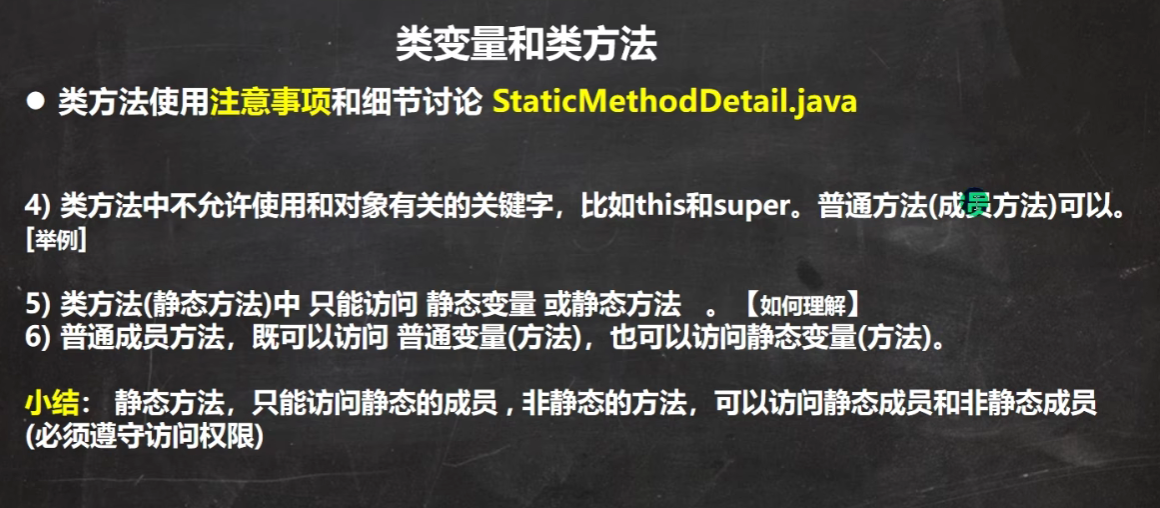 类变量和类方法
● 类方法使用注意事项和细节讨论 StaticMethodDetail.java
4) 类方法中不允许使用和对象有关的关键字，比如this和super。普通方法(成员方法)可以。
[举例]
5) 类方法(静态方法)中 只能访问 静态变量 或静态方法 。【如何理解】
6) 普通成员方法，既可以访问 普通变量(方法)，也可以访问静态变量(方法)。
小结： 静态方法，只能访问静态的成员 , 非静态的方法，可以访问静态成员和非静态成员
(必须遵守访问权限)